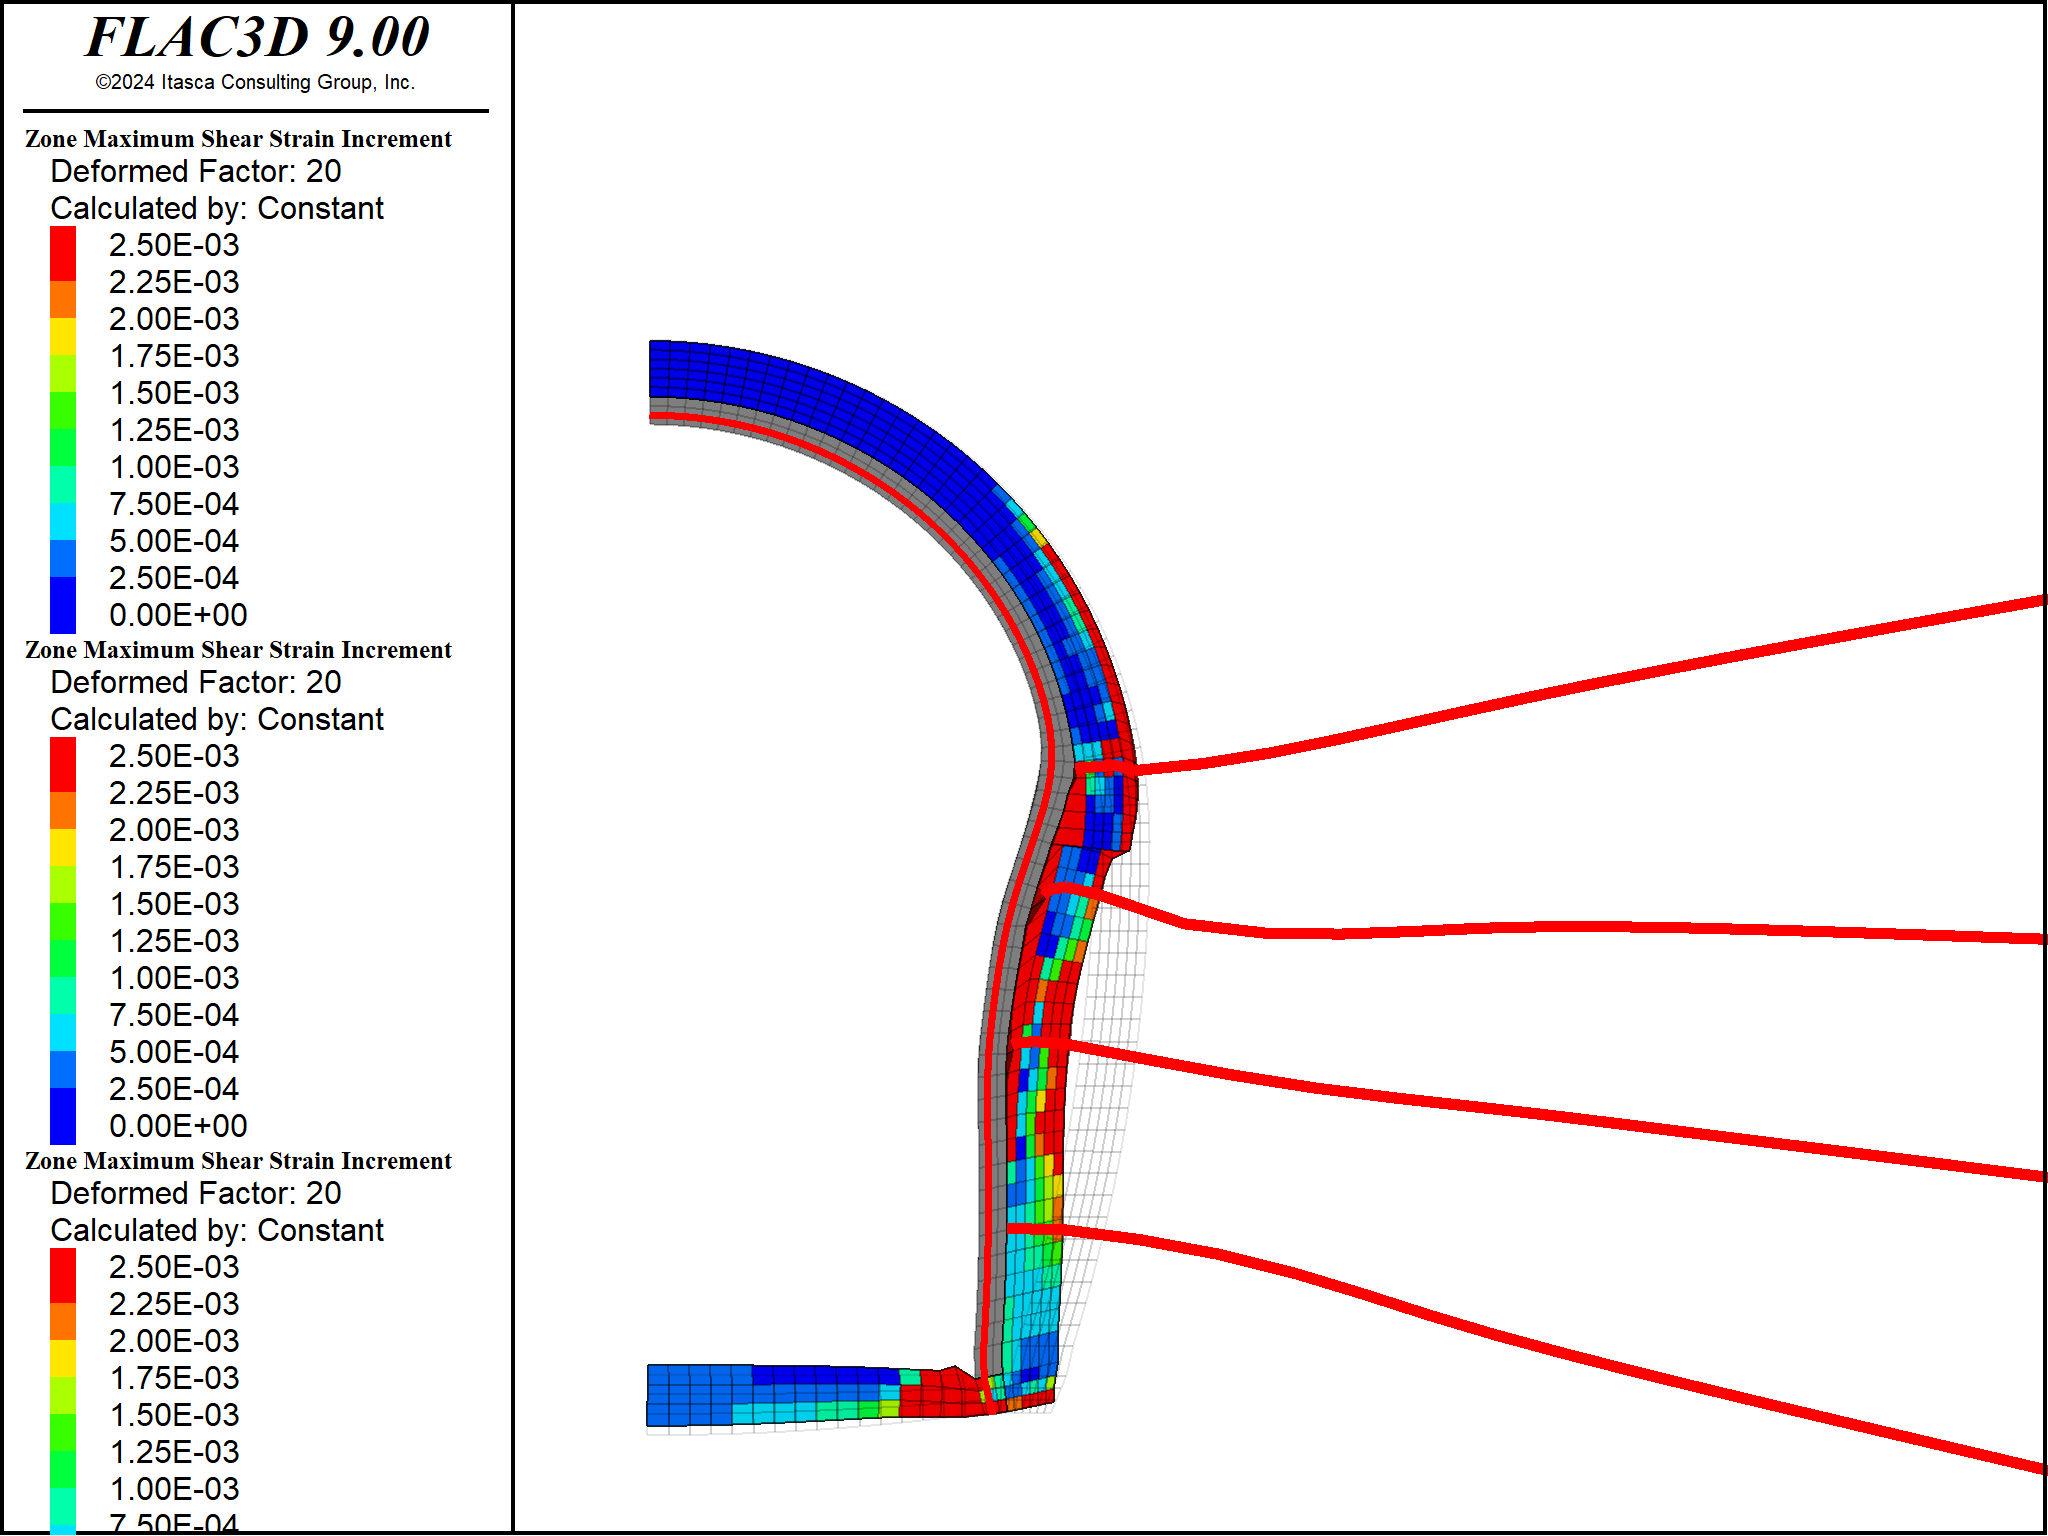 FLAC3D 9.00
©2024 Itasca Consulting Group, Inc.
Zone Maximum Shear Strain Increment
Deformed Factor: 20
Calculated by: Constant
2.50E-03
2.25E-03
2.00E-03
1.75E-03
1.50E-03
1.25E-03
1.00E-03
7.50E-04
5.00E-04
2.50E-04
0.00E+00
Zone Maximum Shear Strain Increment
Deformed Factor: 20
Calculated by: Constant
2.50E-03
2.25E-03
2.00E-03
1.75E-03
1.50E-03
1.25E-03
1.00E-03
7.50E-04
5.00E-04
2.50E-04
0.00E+00
Zone Maximum Shear Strain Increment
Deformed Factor: 20
Calculated by: Constant
2.50E-03
2.25E-03
2.00E-03
1.75E-03
1.50E-03
1.25E-03
1.00E-03
7.50E-04